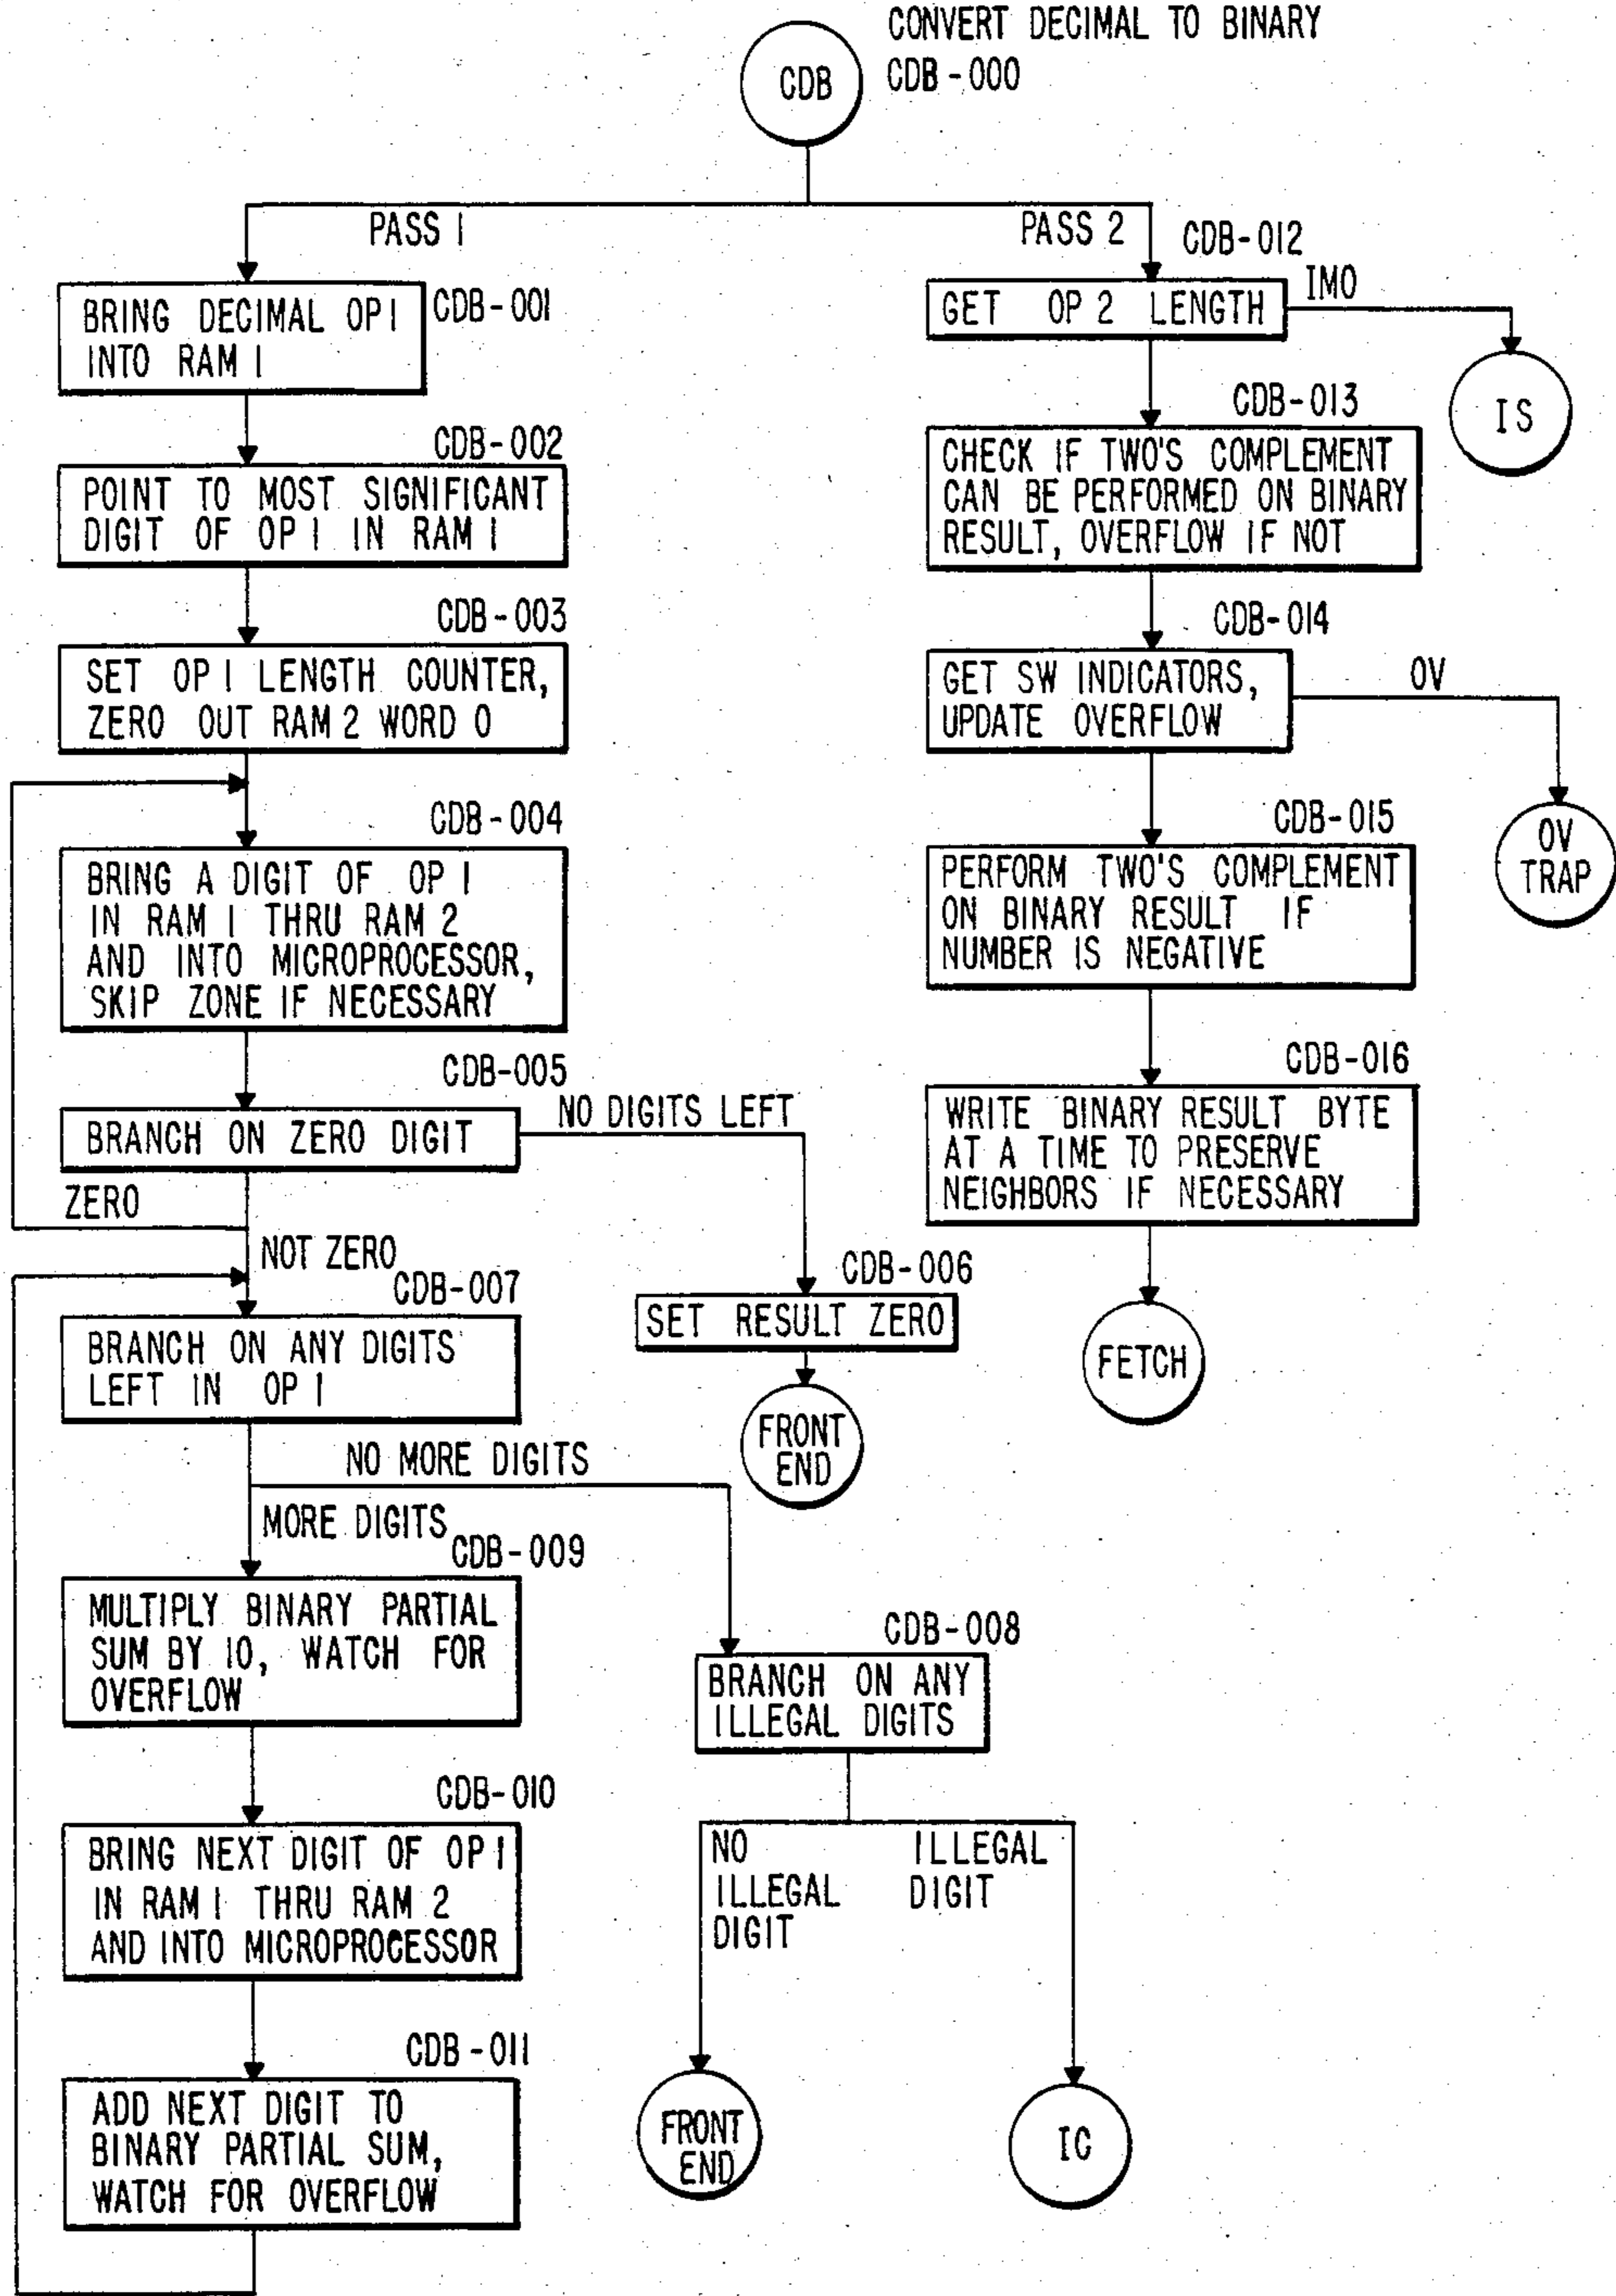 CONVERT DECIMAL TO BINARY
CDB-000
CDB
PASS 1
BRING DECIMAL OP 1
INTO RAM 1
CDB-001
CDB-002
POINT TO MOST SIGNIFICANT
DIGIT OF OP 1 IN RAM 1
CDB-003
SET OP 1 LENGTH COUNTER,
ZERO OUT RAM 2 WORD 0
CDB-004
BRING A DIGIT OF OP 1
IN RAM 1 THRU RAM 2
AND INTO MICROPROCESSOR,
SKIP ZONE IF NECESSARY
CDB-005
BRANCH ON ZERO DIGIT
NO DIGITS LEFT
ZERO
NOT ZERO
CDB-006
SET RESULT ZERO
FRONT
END
CDB-007
BRANCH ON ANY DIGITS
LEFT IN OP 1
NO MORE DIGITS
MORE DIGITS
CDB-009
MULTIPLY BINARY PARTIAL
SUM BY 10, WATCH FOR
OVERFLOW
CDB-010
BRING NEXT DIGIT OF OP 1
IN RAM 1 THRU RAM 2
AND INTO MICROPROCESSOR
CDB-011
ADD NEXT DIGIT TO
BINARY PARTIAL SUM,
WATCH FOR OVERFLOW
CDB-008
BRANCH ON ANY
ILLEGAL DIGITS
NO
ILLEGAL
DIGIT
ILLEGAL
DIGIT
FRONT
END
IC
PASS 2
CDB-012
GET OP 2 LENGTH
IMO
IS
CDB-013
CHECK IF TWO'S COMPLEMENT
CAN BE PERFORMED ON BINARY
RESULT, OVERFLOW IF NOT
CDB-014
GET SW INDICATORS,
UPDATE OVERFLOW
OV
OV
TRAP
CDB-015
PERFORM TWO'S COMPLEMENT
ON BINARY RESULT IF
NUMBER IS NEGATIVE
CDB-016
WRITE BINARY RESULT BYTE
AT A TIME TO PRESERVE
NEIGHBORS IF NECESSARY
FETCH